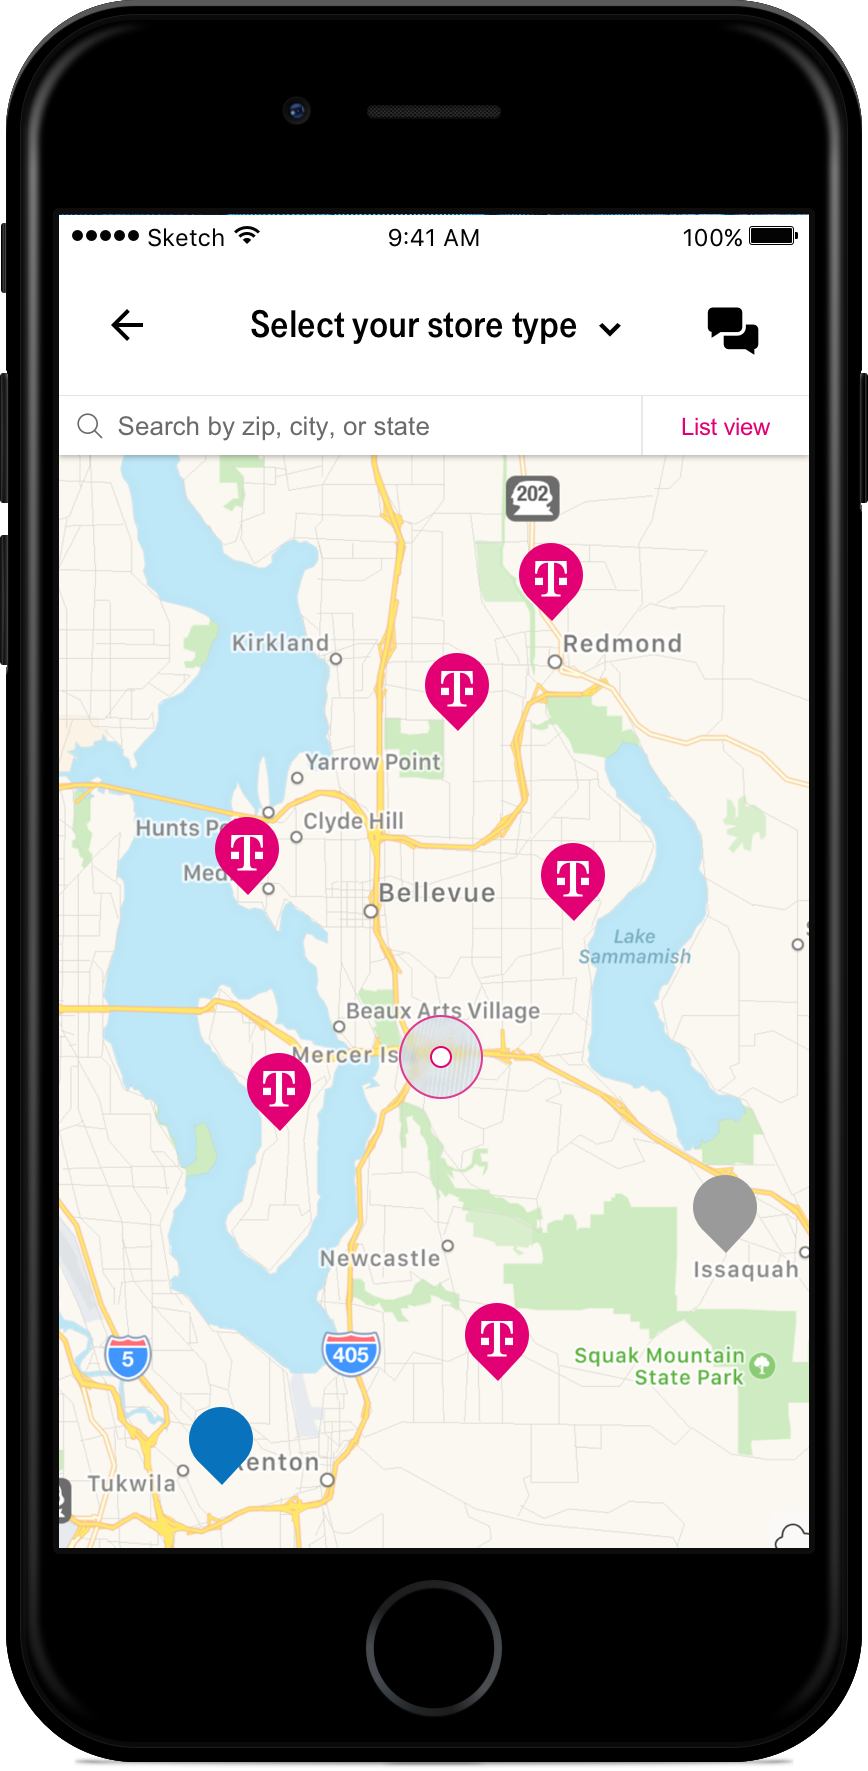 Sketch 9:41 AM 100%
Select your store type
Search by zip, city, or state List view
202
Kirkland
Redmond
Yarrow Point
Clyde Hill
Hunts
Bellevue
Lake
Sammamish
Beaux Arts Village
Mercer Is
Newcastle
Issaquah
5
405
Squak Mountain
State Park
enton
Tukwila